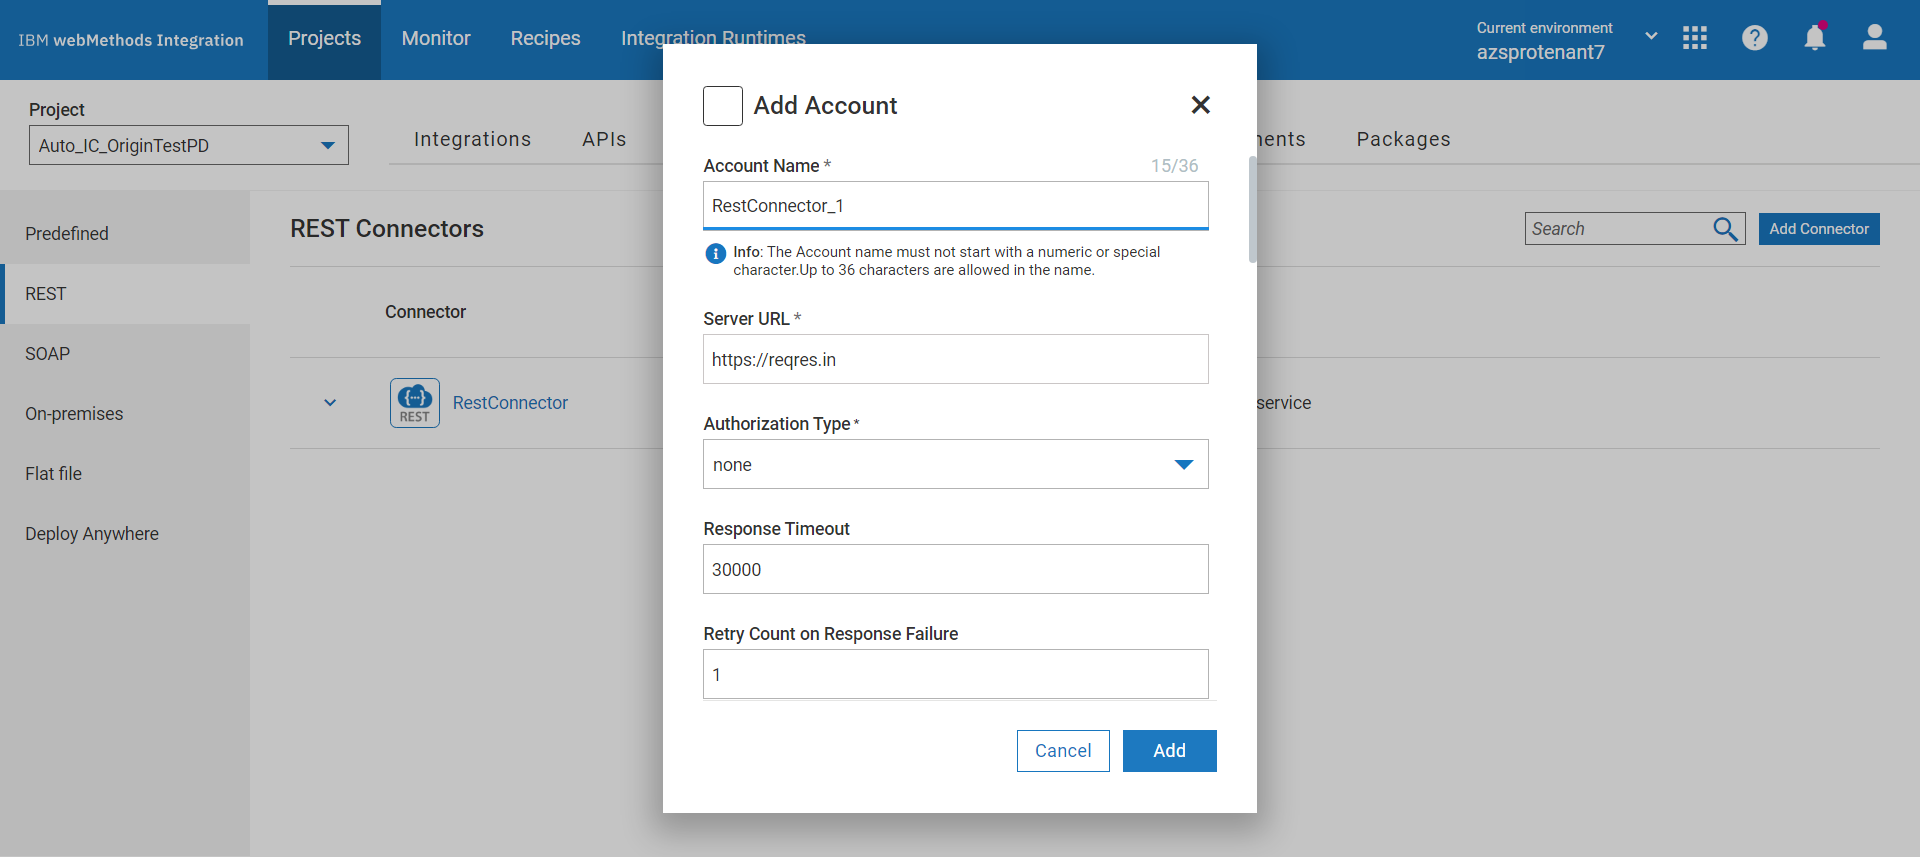 IBM webMethods Integration
Projects
Monitor
Recipes
Integration Runtimes
Current environment
azsprotenant7
Project
Auto_IC_OriginTestPD
Integrations
APIs
Packages
Predefined
REST
SOAP
On-premises
Flat file
Deploy Anywhere
REST Connectors
Search
Add Connector
Connector
REST
RestConnector
service
Add Account
Account Name *
15/36
RestConnector_1
Info: The Account name must not start with a numeric or special
character.Up to 36 characters are allowed in the name.
Server URL *
https://reqres.in
Authorization Type *
none
Response Timeout
30000
Retry Count on Response Failure
1
Cancel
Add